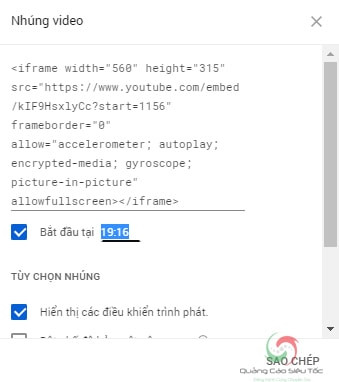 Nhúng video
<iframe width="560" height="315"
src="https://www.youtube.com/embed
/kIF9HsxlyCc?start=1156"
frameborder="0"
allow="accelerometer; autoplay;
encrypted-media; gyroscope;
picture-in-picture"
allowfullscreen></iframe>
Bắt đầu tại 19:16
TÙY CHỌN NHÚNG
Hiển thị các điều khiển trình phát.
SAO CHÉP
Quảng Cáo Siêu Tốc